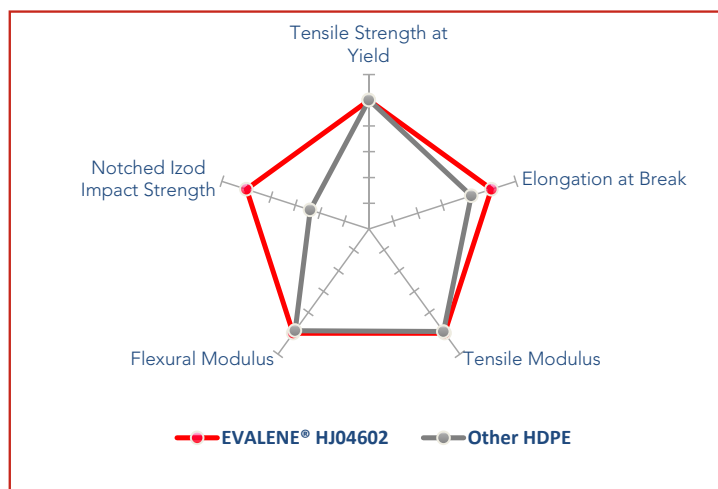 Tensile Strength at
Yield
Notched Izod
Impact Strength
Elongation at Break
Flexural Modulus
Tensile Modulus
EVALENE® HJ04602
Other HDPE